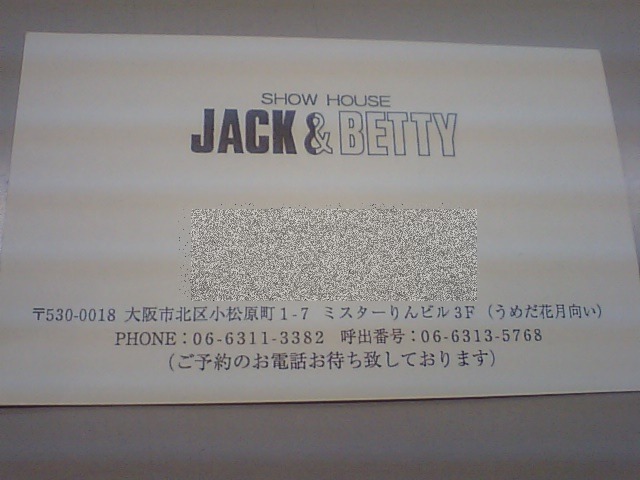 SHOW HOUSE
JACK & BETTY
〒530-0018 大阪市北区小松原町1-7 ミスターりんビル3F (うめだ花月向い)
PHONE:06-6311-3382 呼出番号:06-6313-5768
(ご予約のお電話お待ち致しております)